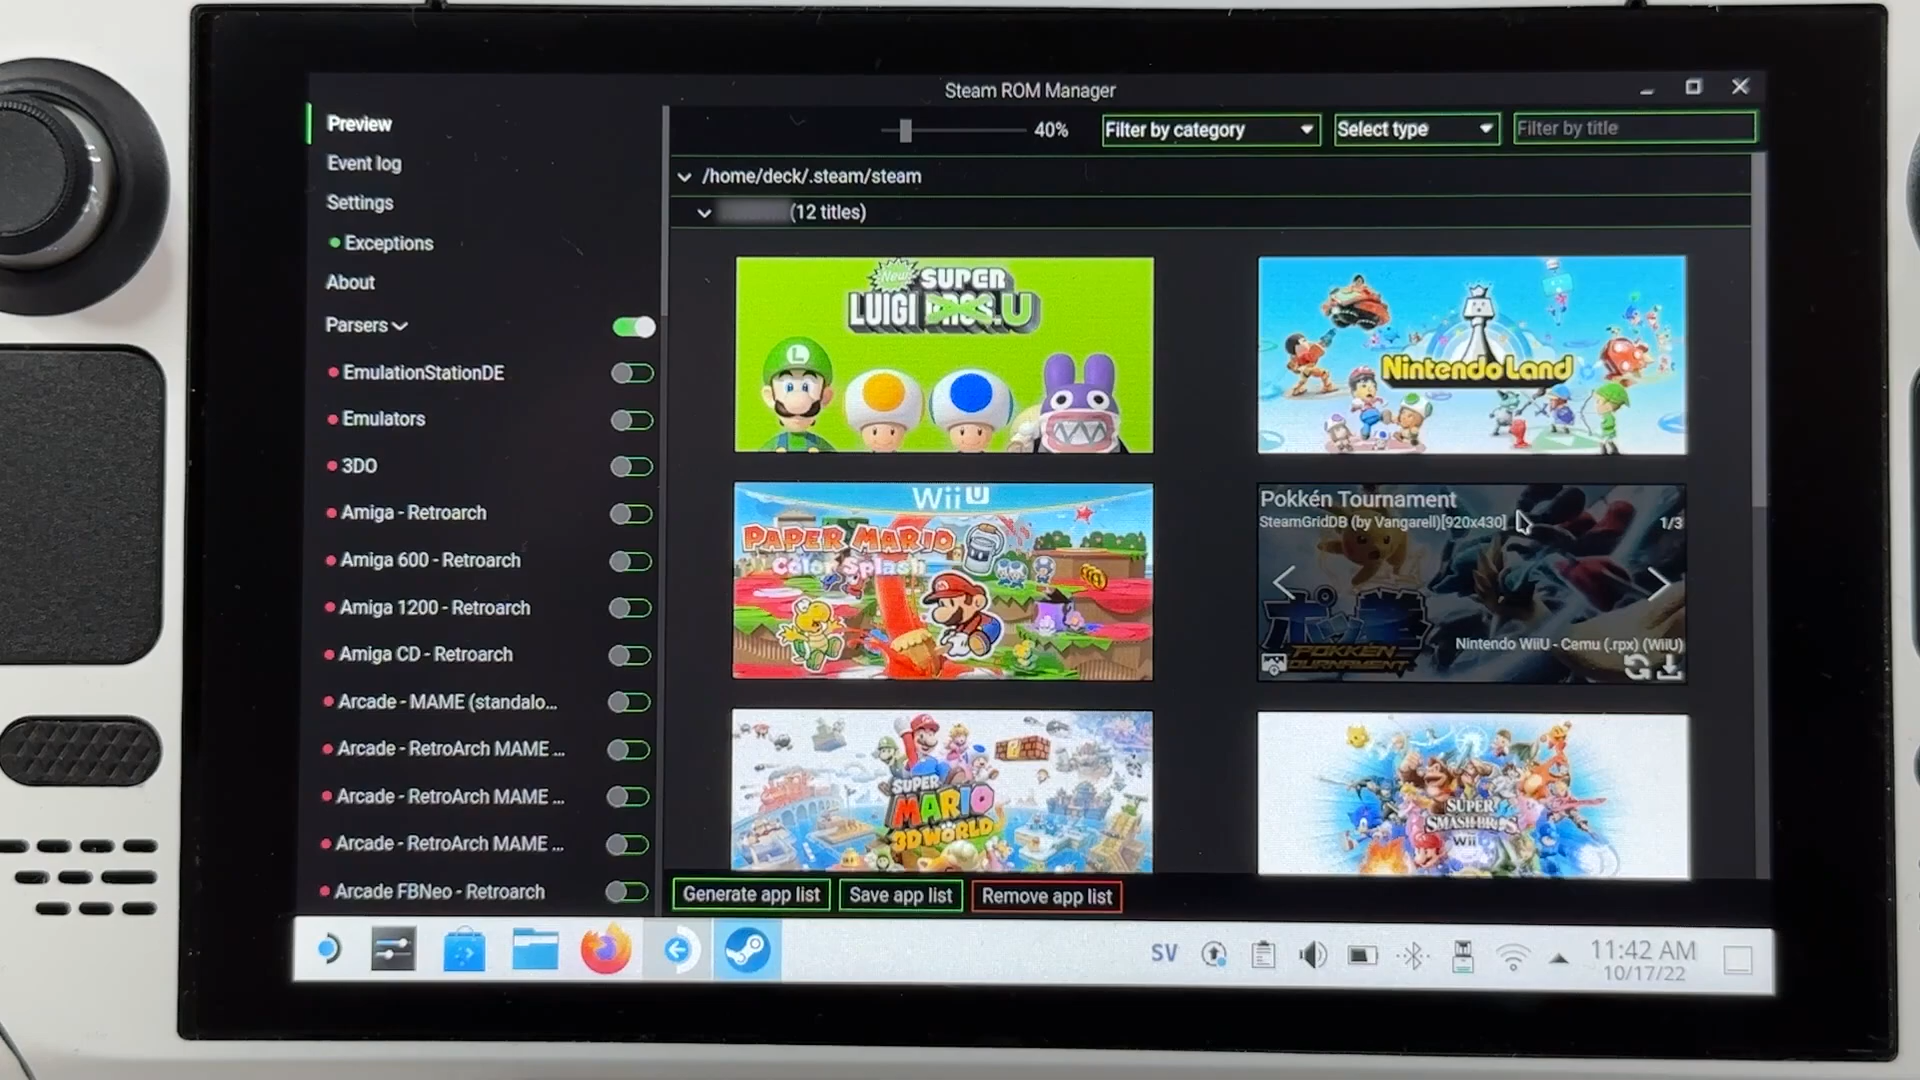 Steam ROM Manager
Preview
Event log
Settings
Exceptions
About
Parsers
EmulationStationDE
Emulators
3DO
Amiga - Retroarch
Amiga 600 - Retroarch
Amiga 1200 - Retroarch
Amiga CD - Retroarch
Arcade - MAME (standalo...
Arcade - RetroArch MAME ...
Arcade - RetroArch MAME ...
Arcade - RetroArch MAME ...
Arcade FBNeo - Retroarch
40%
Filter by category
Select type
Filter by title
/home/deck/.steam/steam
(12 titles)
New
SUPER
LUIGI BROS. U
L
Nintendo Land
Wii U
PAPER MARIO
Color Splash
Pokkén Tournament
SteamGridDB (by Vangarell)[920x430]
1/3
ポッ拳
POKKÉN
TOURNAMENT
Nintendo WiiU - Cemu (.rpx) (WiiU)
SUPER
MARIO
3D WORLD
SUPER
SMASH BROS
Wii U
Generate app list
Save app list
Remove app list
SV
11:42 AM
10/17/22